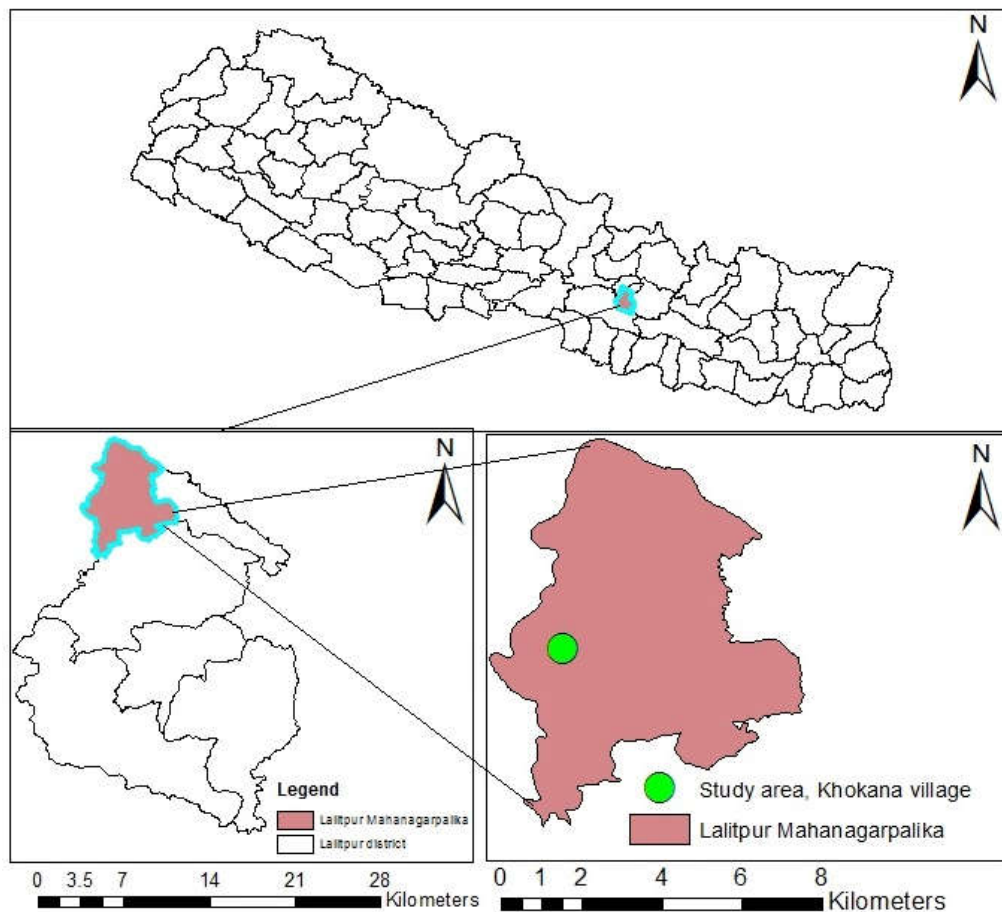 N
N
N
Legend
Lalitpur Mahanagarpalika
Lalitpur district
Study area, Khokana village
Lalitpur Mahanagarpalika
0 3.5 7 14 21 28
Kilometers
0 1 2 4 6 8
Kilometers